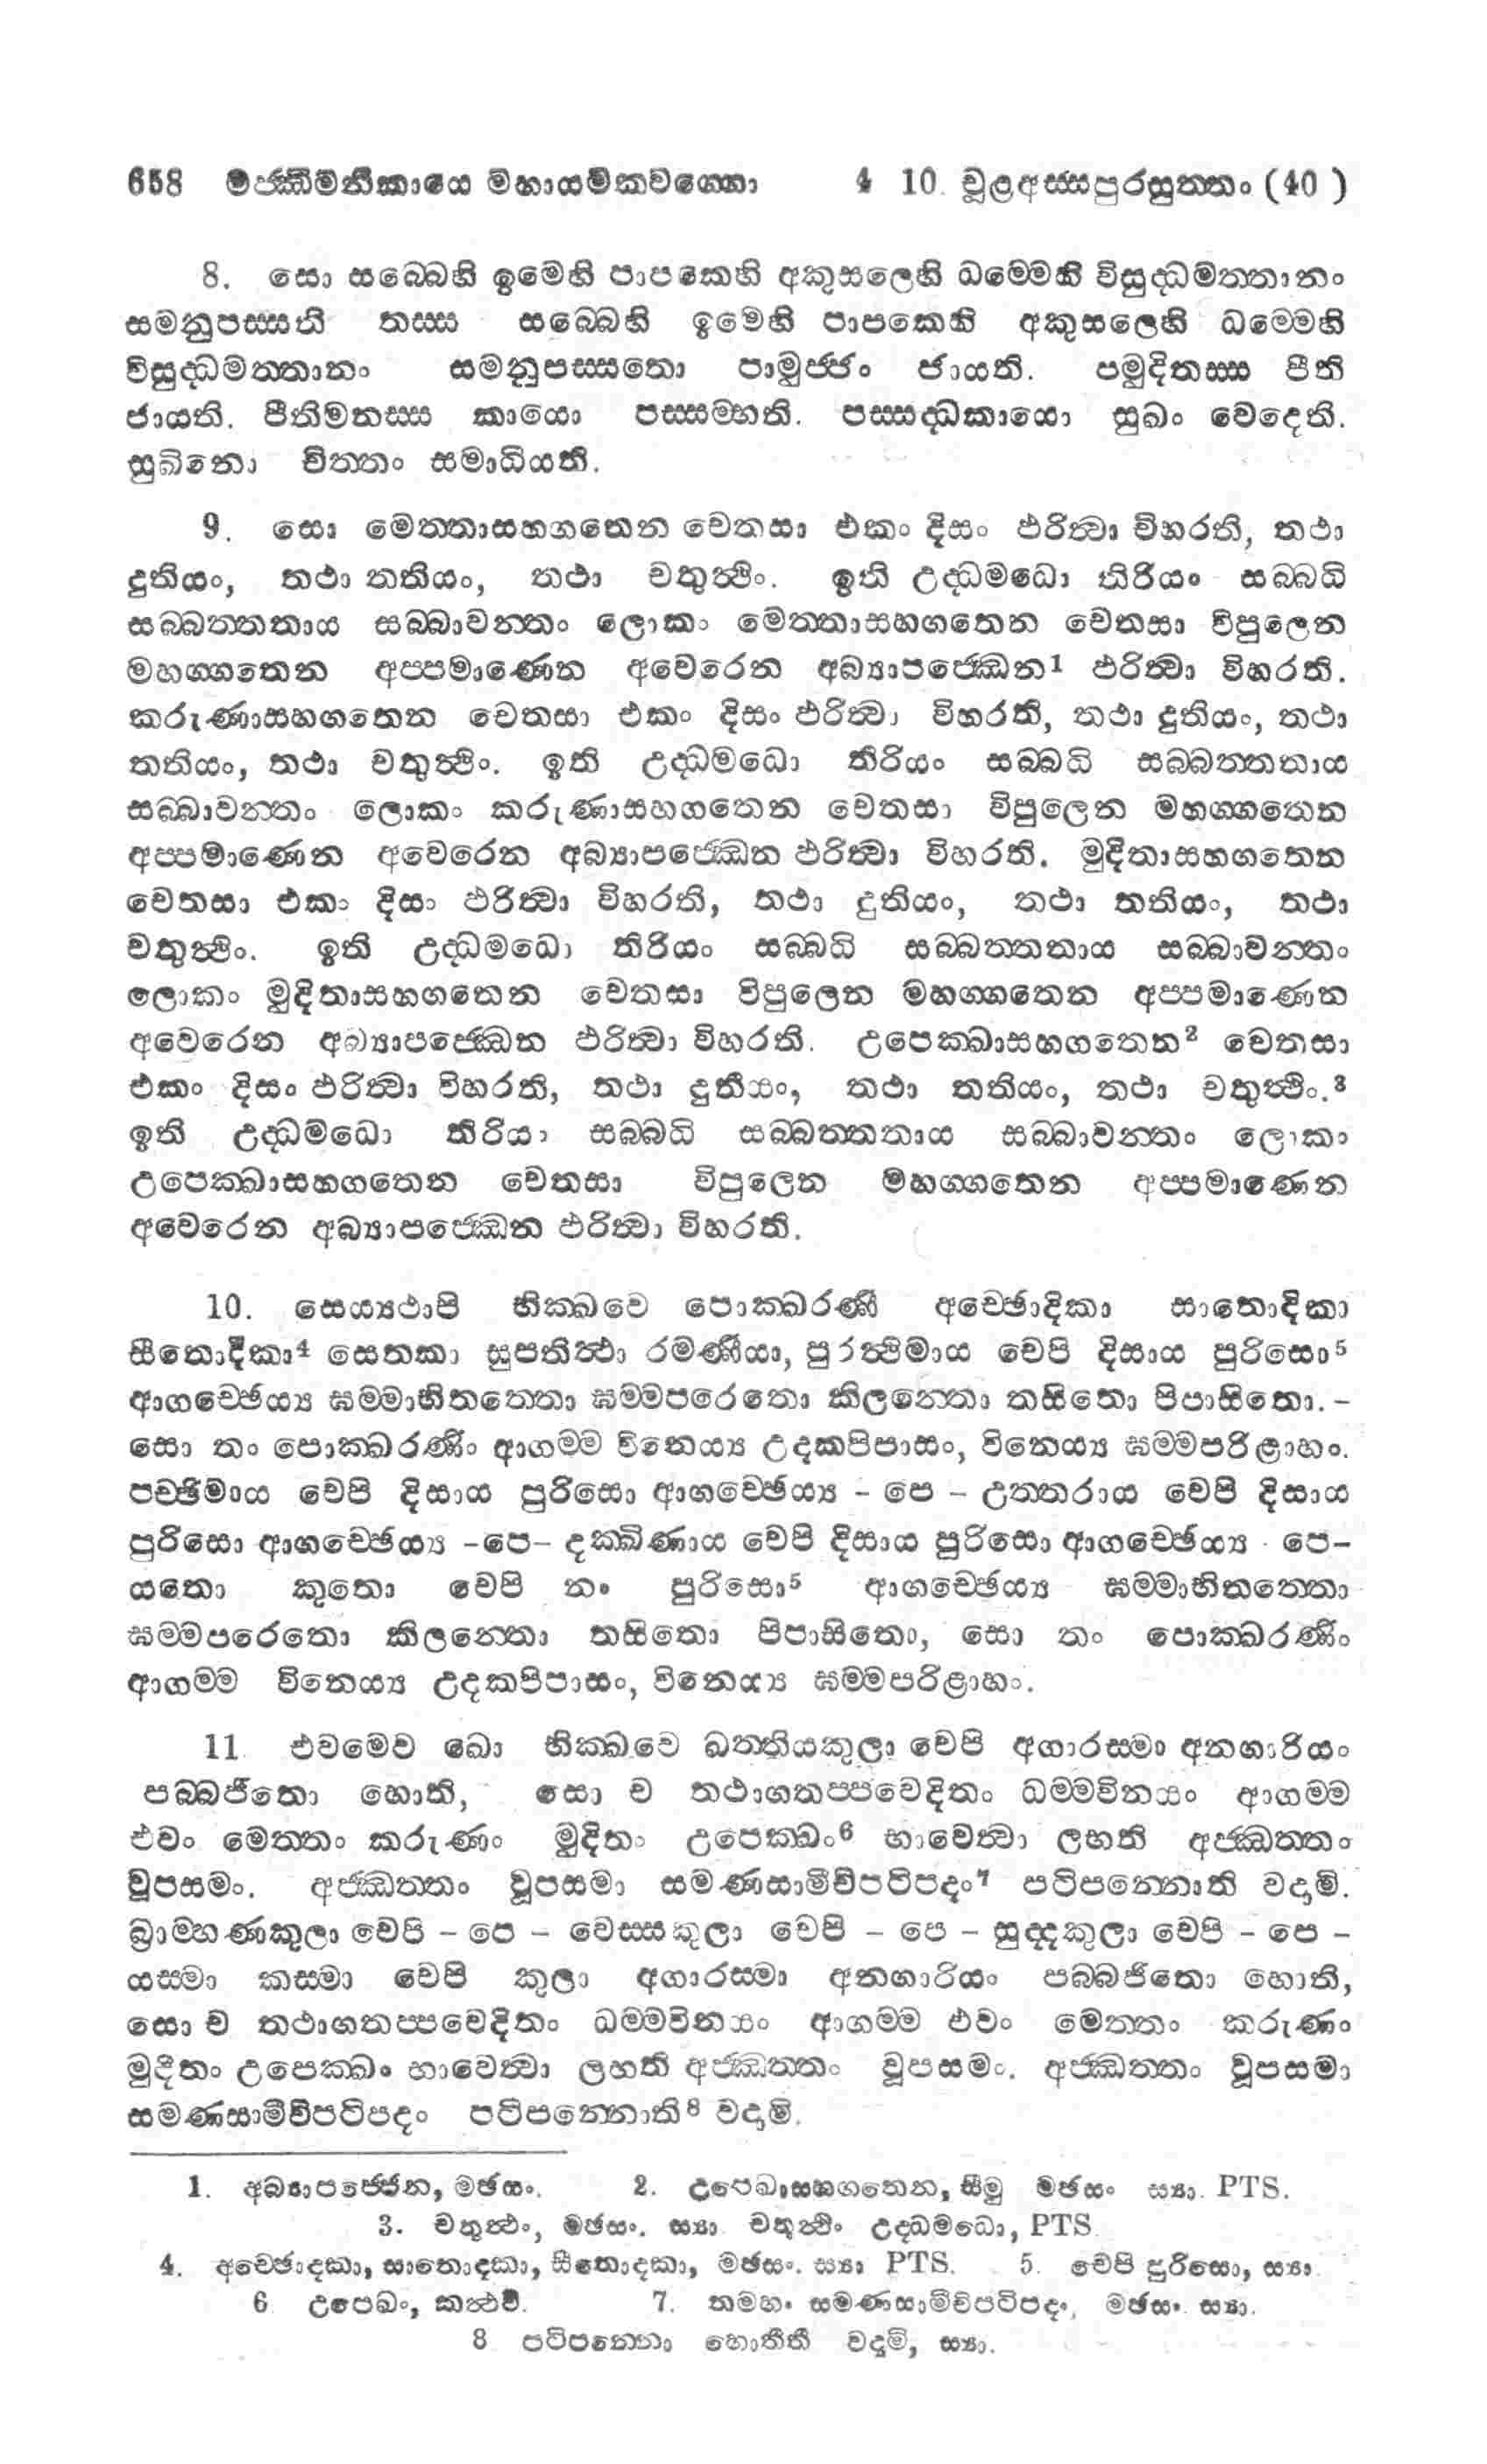 658 මජ්ඣිමනිකායෙ මහායමකවග්ගො 4 10. චූළඅස්සපුරසුත්තං (40)
8. සො සබ්බෙහි ඉමෙහි පාපකෙහි අකුසලෙහි ධම්මෙහි විසුද්ධමත්තානං
සමනුපස්සති තස්ස සබ්බෙහි ඉමෙහි පාපකෙහි අකුසලෙහි ධම්මෙහි
විසුද්ධමත්තානං සමනුපස්සතො පාමුජ්ජං ජායති. පමුදිතස්ස පීති
ජායති. පීතිමනස්ස කායො පස්සම්භති. පස්සද්ධකායො සුඛං වෙදෙති.
සුඛිනො චිත්තං සමාධියති.
9. සො මෙත්තාසහගතෙන චෙතසා එකං දිසං ඵරිත්වා විහරති, තථා
දුතියං, තථා තතියං, තථා චතුත්ථිං. ඉති උද්ධමධො තිරියං සබ්බධි
සබ්බත්තතාය සබ්බාවන්තං ලොකං මෙත්තාසහගතෙන චෙතසා විපුලෙන
මහග්ගතෙන අප්පමාණෙන අවෙරෙන අබ්‍යාපජ්ඣෙන1 ඵරිත්වා විහරති.
කරුණාසහගතෙන චෙතසා එකං දිසං ඵරිත්වා විහරති, තථා දුතියං, තථා
තතියං, තථා චතුත්ථිං. ඉති උද්ධමධො තිරියං සබ්බධි සබ්බත්තතාය
සබ්බාවන්තං ලොකං කරුණාසහගතෙන චෙතසා විපුලෙන මහග්ගතෙන
අප්පමාණෙන අවෙරෙන අබ්‍යාපජ්ඣෙන ඵරිත්වා විහරති. මුදිතාසහගතෙන
චෙතසා එකං දිසං ඵරිත්වා විහරති, තථා දුතියං, තථා තතියං, තථා
චතුත්ථිං. ඉති උද්ධමධො තිරියං සබ්බධි සබ්බත්තතාය සබ්බාවන්තං
ලොකං මුදිතාසහගතෙන චෙතසා විපුලෙන මහග්ගතෙන අප්පමාණෙන
අවෙරෙන අබ්‍යාපජ්ඣෙන ඵරිත්වා විහරති. උපෙක්ඛාසහගතෙන2 චෙතසා
එකං දිසං ඵරිත්වා විහරති, තථා දුතියං, තථා තතියං, තථා චතුත්ථිං.3
ඉති උද්ධමධො තිරියං සබ්බධි සබ්බත්තතාය සබ්බාවන්තං ලොකං
උපෙක්ඛාසහගතෙන චෙතසා විපුලෙන මහග්ගතෙන අප්පමාණෙන
අවෙරෙන අබ්‍යාපජ්ඣෙන ඵරිත්වා විහරති.
10. සෙය්‍යථාපි භික්ඛවෙ පොක්ඛරණී අච්ඡොදිකා සාතොදිකා
සීතොදිකා4 සෙතකා සුපතිත්ථා රමණීයා, පුරත්ථිමාය චෙපි දිසාය පුරිසො5
ආගච්ඡෙය්‍ය ඝම්මාභිතත්තො ඝම්මපරෙතො කිලන්තො තසිතො පිපාසිතො. –
සො තං පොක්ඛරණිං ආගම්ම විනෙය්‍ය උදකපිපාසං, විනෙය්‍ය ඝම්මපරිළාහං.
පච්ඡිමාය චෙපි දිසාය පුරිසො ආගච්ඡෙය්‍ය – පෙ – උත්තරාය චෙපි දිසාය
පුරිසො ආගච්ඡෙය්‍ය –පෙ– දක්ඛිණාය චෙපි දිසාය පුරිසො ආගච්ඡෙය්‍ය - පෙ–
යතො කුතො චෙපි නං පුරිසො5 ආගච්ඡෙය්‍ය ඝම්මාභිතත්තො
ඝම්මපරෙතො කිලන්තො තසිතො පිපාසිතො, සො තං පොක්ඛරණිං
ආගම්ම විනෙය්‍ය උදකපිපාසං, විනෙය්‍ය ඝම්මපරිළාහං.
11 එවමෙව ඛො භික්ඛවෙ ඛත්තියකුලා චෙපි අගාරස්මා අනගාරියං
පබ්බජිතො හොති, සො ච තථාගතප්පවෙදිතං ධම්මවිනයං ආගම්ම
එවං මෙත්තං කරුණං මුදිතං උපෙක්ඛං6 භාවෙත්වා ලභති අජ්ඣත්තං
වූපසමං. අජ්ඣත්තං වූපසමා සමණසාමීචිපටිපදං7 පටිපන්නොති වදාමි.
බ්‍රාහ්මණකුලා චෙපි – පෙ – වෙස්සකුලා චෙපි – පෙ – සුද්දකුලා චෙපි – පෙ –
යස්මා කස්මා චෙපි කුලා අගාරස්මා අනගාරියං පබ්බජිතො හොති,
සො ච තථාගතප්පවෙදිතං ධම්මවිනයං ආගම්ම එවං මෙත්තං කරුණං
මුදිතං උපෙක්ඛං භාවෙත්වා ලභති අජ්ඣත්තං වූපසමං. අජ්ඣත්තං වූපසමා
සමණසාමීචිපටිපදං පටිපන්නොති8 වදාමි.
1. අබ්‍යාපජ්ජෙන, මඡසං. 2. උපෙඛාසහගතෙන, සීමු මඡසං ස්‍යා. PTS.
3. චතුත්ථං, මඡසං. ස්‍යා චතුත්ථිං උද්ධමධො, PTS
4. අච්ඡොදකා, සාතොදකා, සීතොදකා, මඡසං. ස්‍යා PTS. 5. චෙපි පුරිසො, ස්‍යා
6 උපෙඛං, කත්ථචි. 7. තමහං සමණසාමීචිපටිපදං, මඡසං ස්‍යා.
8 පටිපන්නො හොතීති වදාමි, ස්‍යා.